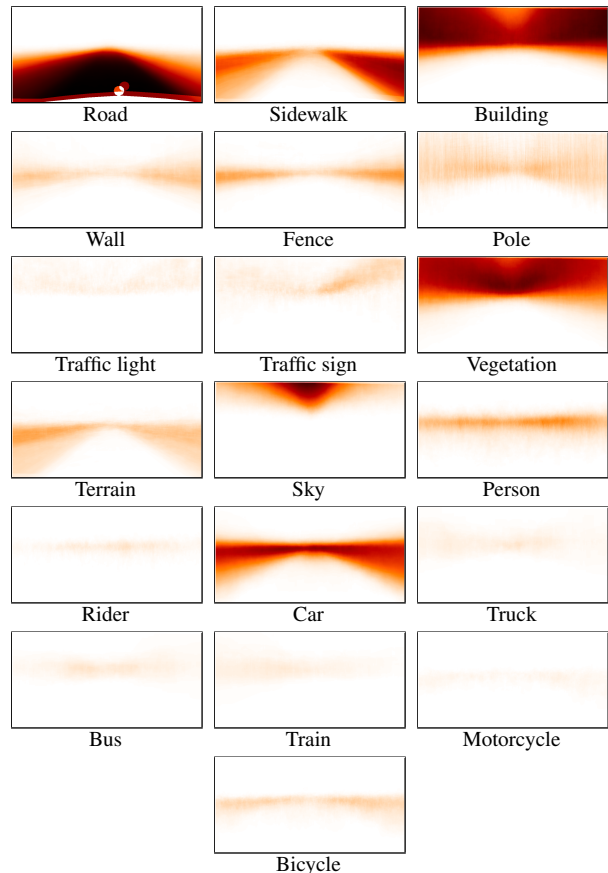 Road Sidewalk Building
Wall Fence Pole
Traffic light Traffic sign Vegetation
Terrain Sky Person
Rider Car Truck
Bus Train Motorcycle
Bicycle